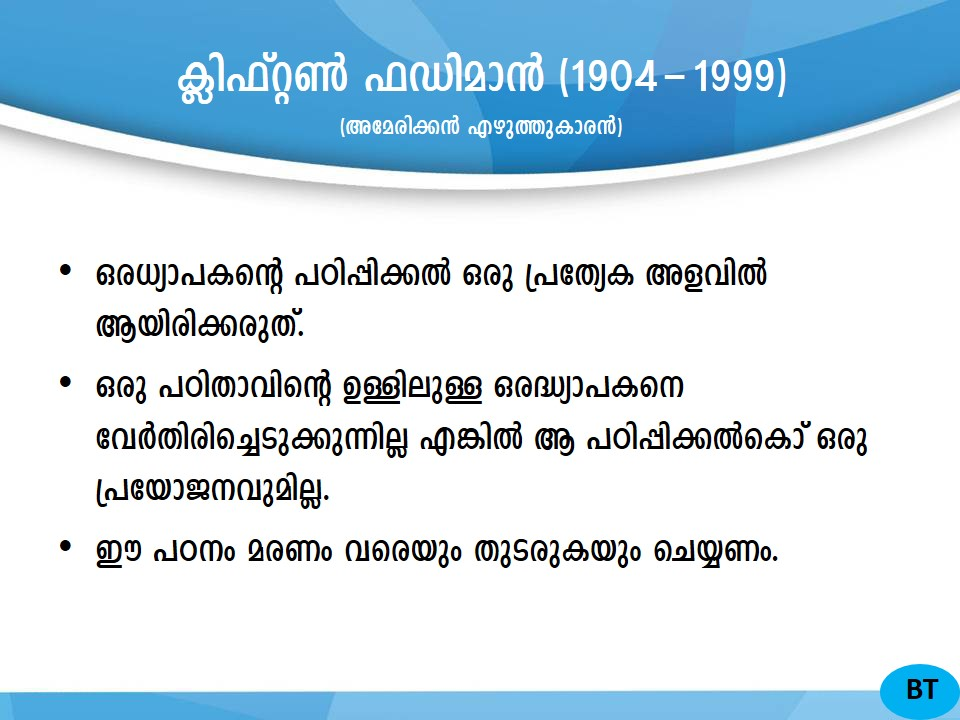 ക്ലിഫ്റ്റൺ ഫഡിമാൻ (1904 – 1999)
(അമേരിക്കൻ എഴുത്തുകാരൻ)
• ഒരധ്യാപകന്റെ പഠിപ്പിക്കൽ ഒരു പ്രത്യേക അളവിൽ
ആയിരിക്കരുത്.
• ഒരു പഠിതാവിന്റെ ഉള്ളിലുള്ള ഒരദ്ധ്യാപകനെ
വേർതിരിച്ചെടുക്കുന്നില്ല എങ്കിൽ ആ പഠിപ്പിക്കൽകൊ് ഒരു
പ്രയോജനവുമില്ല.
• ഈ പഠനം മരണം വരെയും തുടരുകയും ചെയ്യണം.
BT